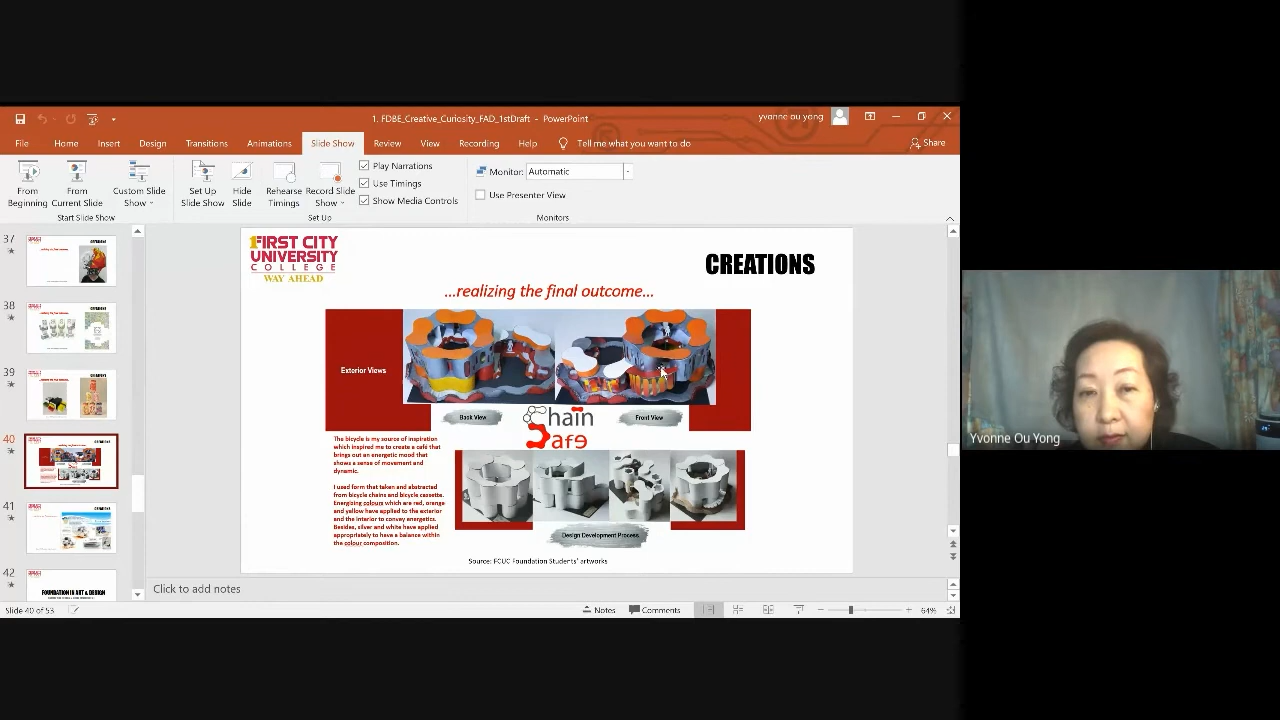 1. FDBE_Creative_Curiosity_FAD_1stDraft - PowerPoint
yvanne ou yong
File Home Insert Design Transitions Animations Slide Show Review View Recording Help Tell me what you want to do Share
From Beginning
From Current Slide
Custom Slide Show
Set Up Slide Show
Hide Slide
Rehearse Timings
Record Slide Show
Play Narrations
Use Timings
Show Media Controls
Monitor: Automatic
Use Presenter View
Start Slide Show
Set Up
Monitors
37
38
39
40
41
42
FOUNDATION IN ART & DESIGN
FIRST CITY
UNIVERSITY
COLLEGE
WAY AHEAD
CREATIONS
...realizing the final outcome...
Exterior Views
Back View
Front View
Chain
Cafe
The bicycle is my source of inspiration
which inspired me to create a café that
brings out an energetic mood that
shows a sense of movement and
dynamic.
I used form that taken and abstracted
from bicycle chains and bicycle cassette.
Energizing colours which are red, orange
and yellow have applied to the exterior
and the interior to convey energetics.
Besides, silver and white have applied
appropriately to have a balance within
the colour composition.
Design Development Process
Source: FCUC Foundation Students' artworks
Click to add notes
Slide 40 of 53
Notes
Comments
64%
Yvonne Ou Yong